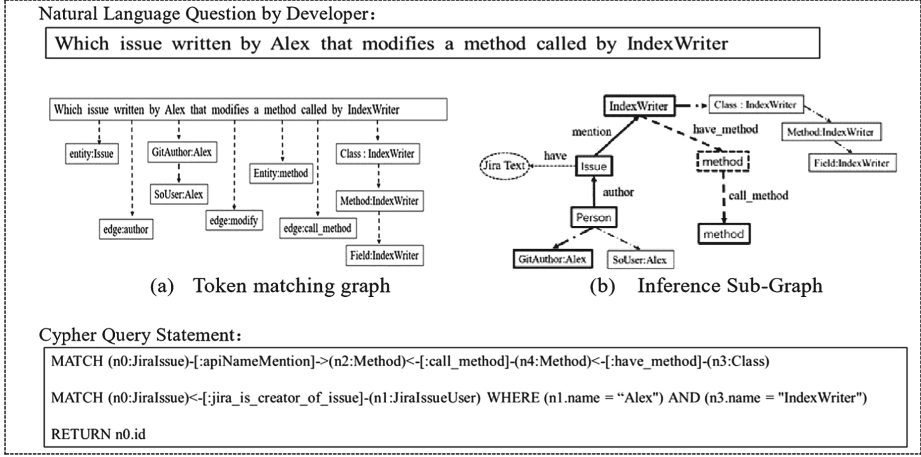 Natural Language Question by Developer:
Which issue written by Alex that modifies a method called by IndexWriter
Which issue written by Alex that modifies a method called by IndexWriter
entity:Issue
GitAuthor:Alex
SoUser:Alex
edge:author
edge:modify
Entity:method
edge:call_method
Class : IndexWriter
Method:IndexWriter
Field:IndexWriter
(a) Token matching graph
IndexWriter
Class : IndexWriter
Method:IndexWriter
Field:IndexWriter
mention
have_method
Jira Text
have
Issue
method
author
call_method
Person
method
GitAuthor:Alex
SoUser:Alex
(b) Inference Sub-Graph
Cypher Query Statement:
MATCH (n0:JiraIssue)-[:apiNameMention]->(n2:Method)<-[:call_method]-(n4:Method)<-[:have_method]-(n3:Class)
MATCH (n0:JiraIssue)<-[:jira_is_creator_of_issue]-(n1:JiraIssueUser) WHERE (n1.name = “Alex") AND (n3.name = "IndexWriter")
RETURN n0.id